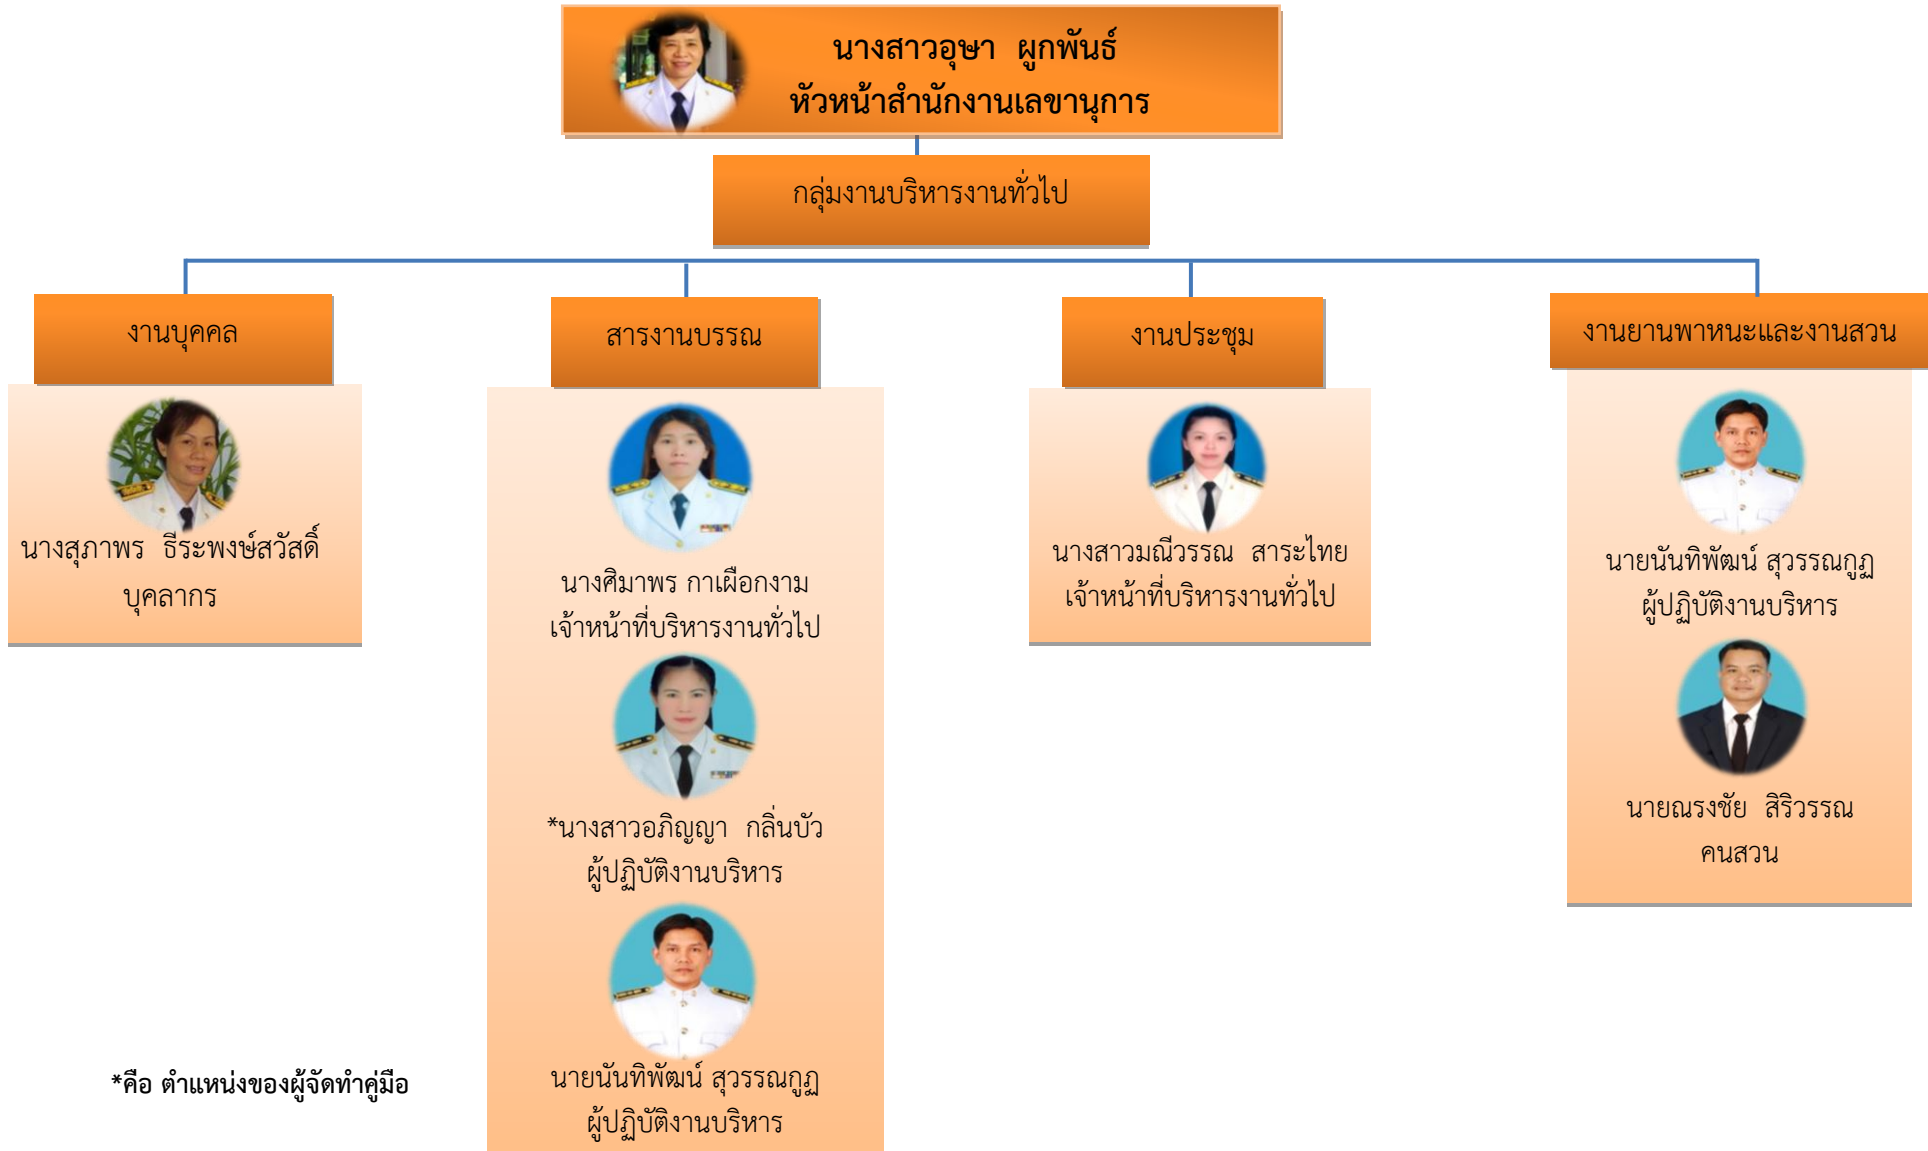 นางสาวอุษา  ผูกพันธ์
หัวหน้าสำนักงานเลขานุการ
กลุ่มงานบริหารงานทั่วไป
งานบุคคล
นางสุภาพร  ธีระพงษ์สวัสดิ์
บุคลากร
สารงานบรรณ
นางศิมาพร กาเผือกงาม
เจ้าหน้าที่บริหารงานทั่วไป
*นางสาวอภิญญา  กลิ่นบัว
ผู้ปฏิบัติงานบริหาร
นายนันทิพัฒน์ สุวรรณกูฏ
ผู้ปฏิบัติงานบริหาร
งานประชุม
นางสาวมณีวรรณ  สาระไทย
เจ้าหน้าที่บริหารงานทั่วไป
งานยานพาหนะและงานสวน
นายนันทิพัฒน์ สุวรรณกูฏ
ผู้ปฏิบัติงานบริหาร
นายณรงชัย  สิริวรรณ
คนสวน
*คือ ตำแหน่งของผู้จัดทำคู่มือ